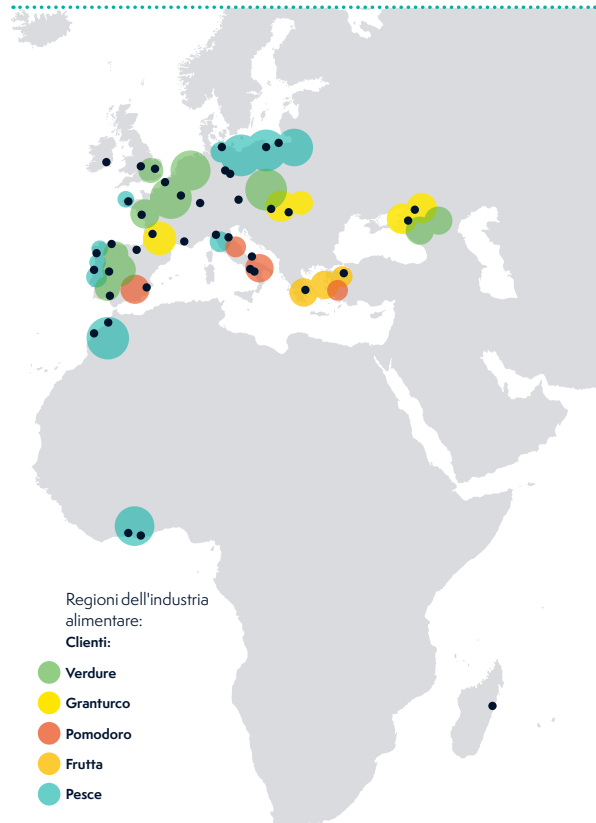 Regioni dell'industria
alimentare:
Clienti:
Verdure
Granturco
Pomodoro
Frutta
Pesce